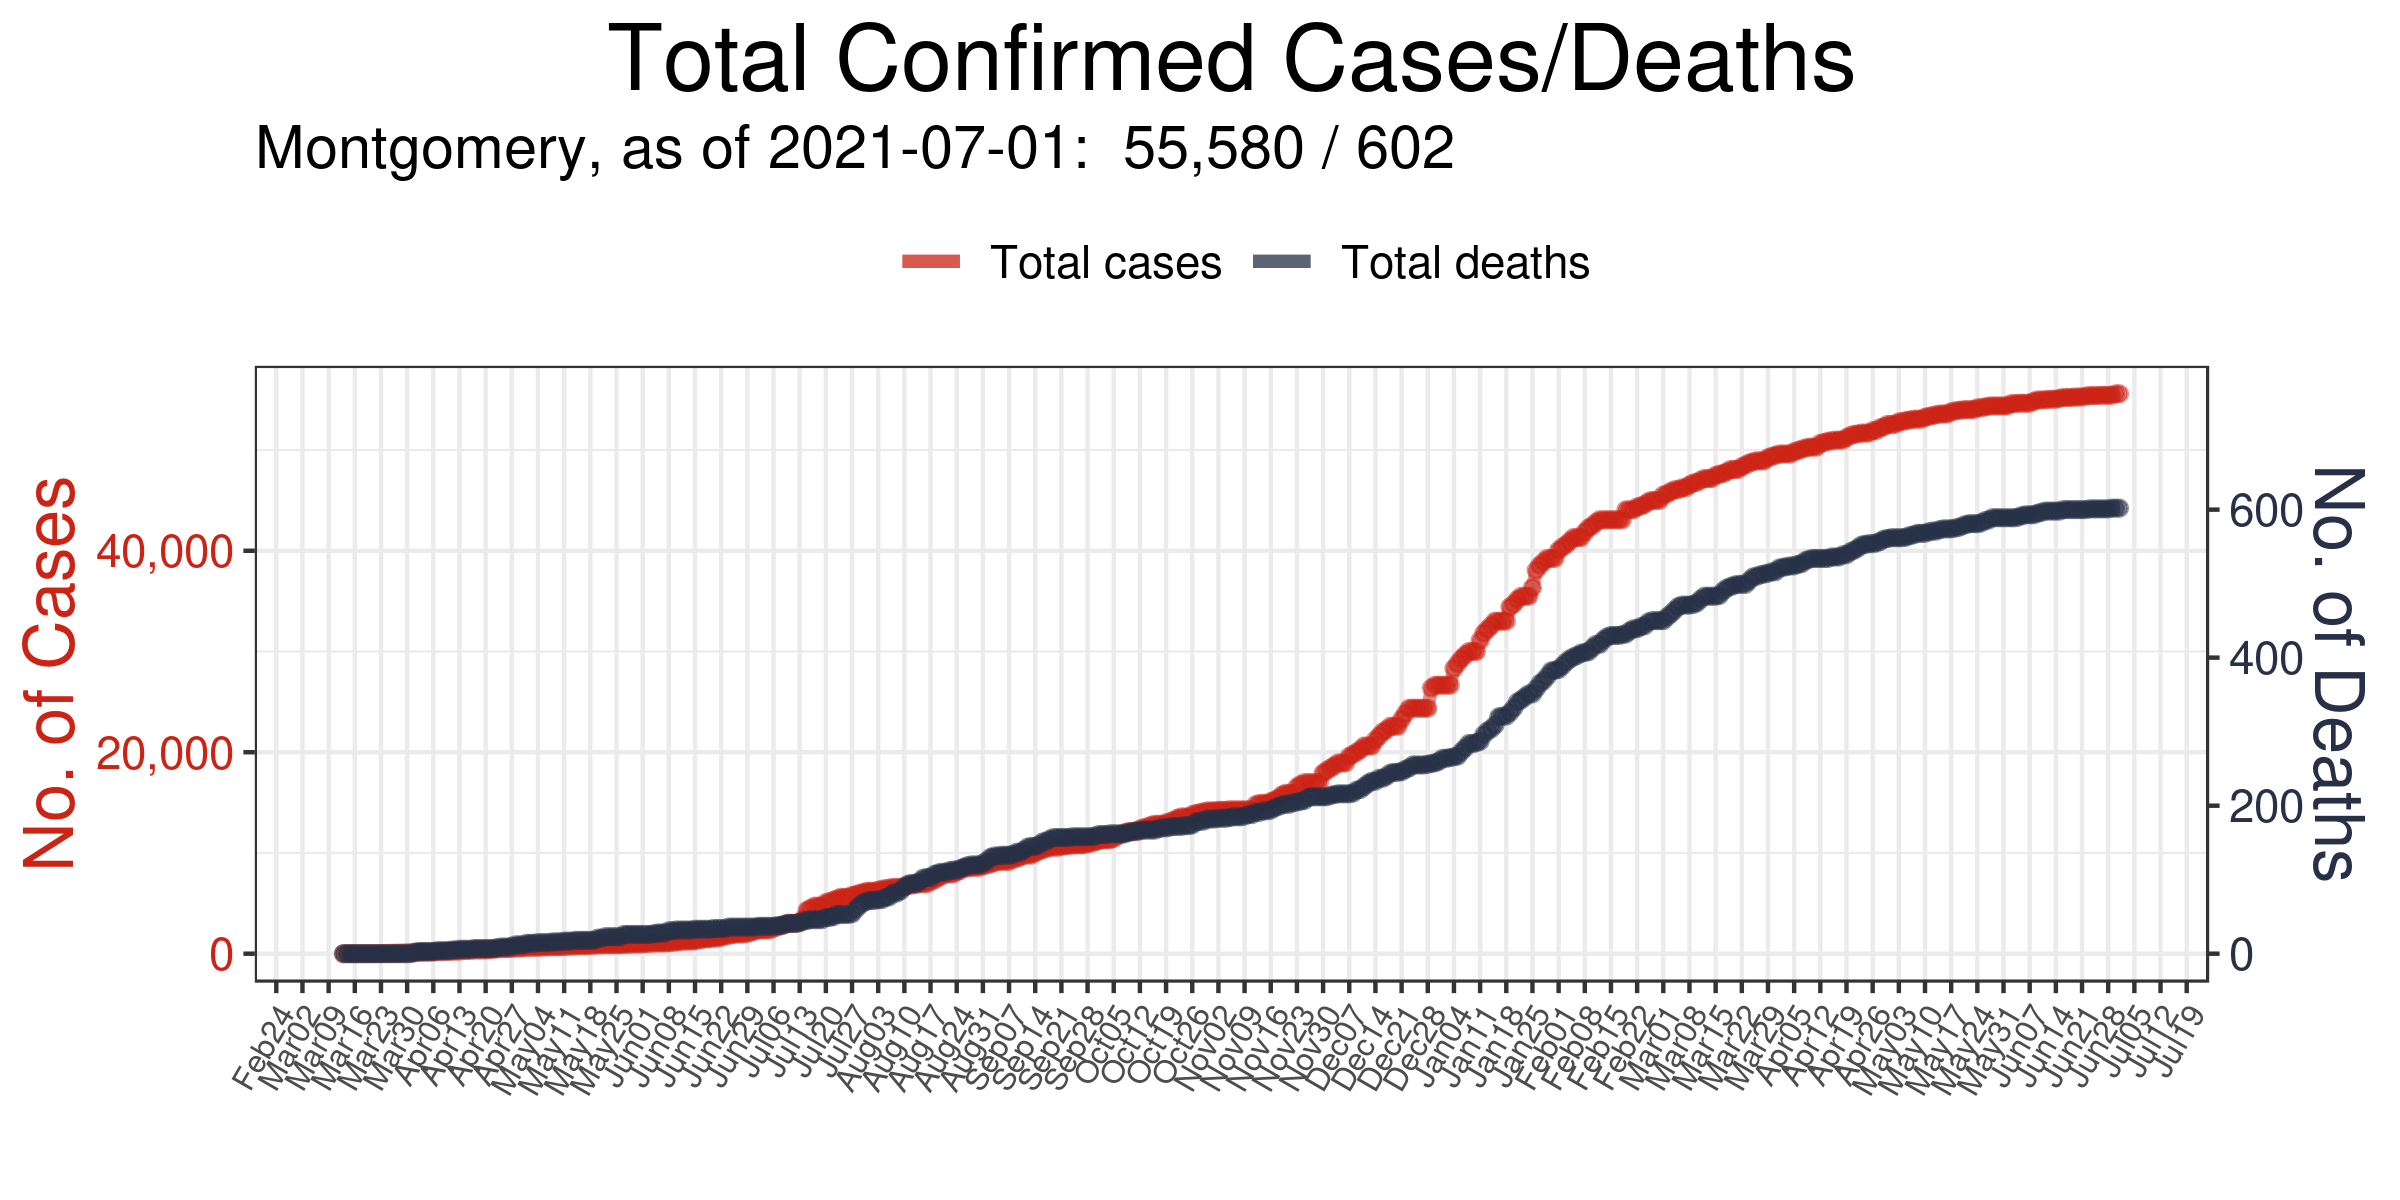 Total Confirmed Cases/Deaths
Montgomery, as of 2021-07-01:  55,580 / 602
Total cases
Total deaths
No. of Cases
40,000
20,000
0
No. of Deaths
600
400
200
0
Feb24
Mar02
Mar09
Mar16
Mar23
Mar30
Apr06
Apr13
Apr20
Apr27
May04
May11
May18
May25
Jun01
Jun08
Jun15
Jun22
Jun29
Jul06
Jul13
Jul20
Jul27
Aug03
Aug10
Aug17
Aug24
Aug31
Sep07
Sep14
Sep21
Sep28
Oct05
Oct12
Oct19
Oct26
Nov02
Nov09
Nov16
Nov23
Nov30
Dec07
Dec14
Dec21
Dec28
Jan04
Jan11
Jan18
Jan25
Feb01
Feb08
Feb15
Feb22
Mar01
Mar08
Mar15
Mar22
Mar29
Apr05
Apr12
Apr19
Apr26
May03
May10
May17
May24
May31
Jun07
Jun14
Jun21
Jun28
Jul05
Jul12
Jul19